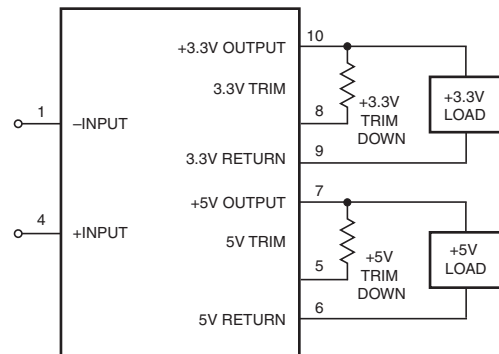 10
+3.3V OUTPUT
3.3V TRIM
8
+3.3V
TRIM
DOWN
+3.3V
LOAD
1
–INPUT
3.3V RETURN
9
+5V OUTPUT
7
4
+INPUT
5V TRIM
5
+5V
TRIM
DOWN
+5V
LOAD
5V RETURN
6